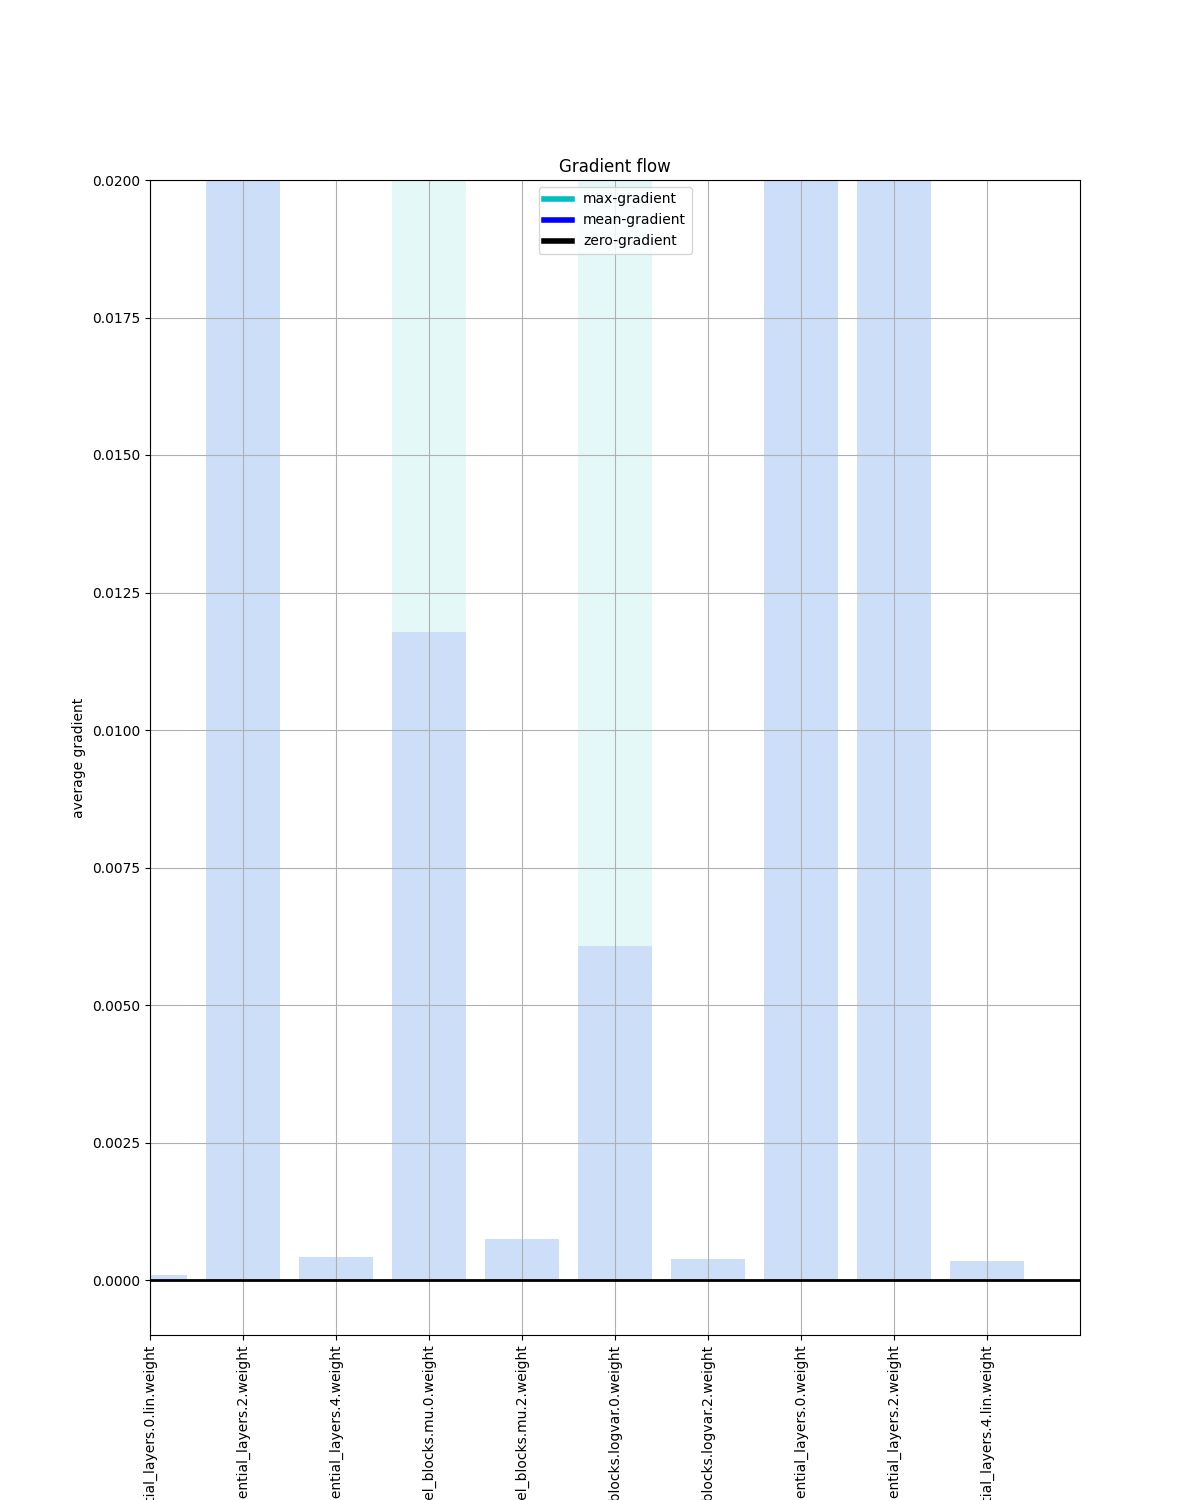 Gradient flow
max-gradient
mean-gradient
zero-gradient
0.0200
0.0175
0.0150
0.0125
0.0100
0.0075
0.0050
0.0025
0.0000
average gradient
tial_layers.0.lin.weight
ential_layers.2.weight
ential_layers.4.weight
el_blocks.mu.0.weight
el_blocks.mu.2.weight
blocks.logvar.0.weight
blocks.logvar.2.weight
ential_layers.0.weight
ential_layers.2.weight
tial_layers.4.lin.weight